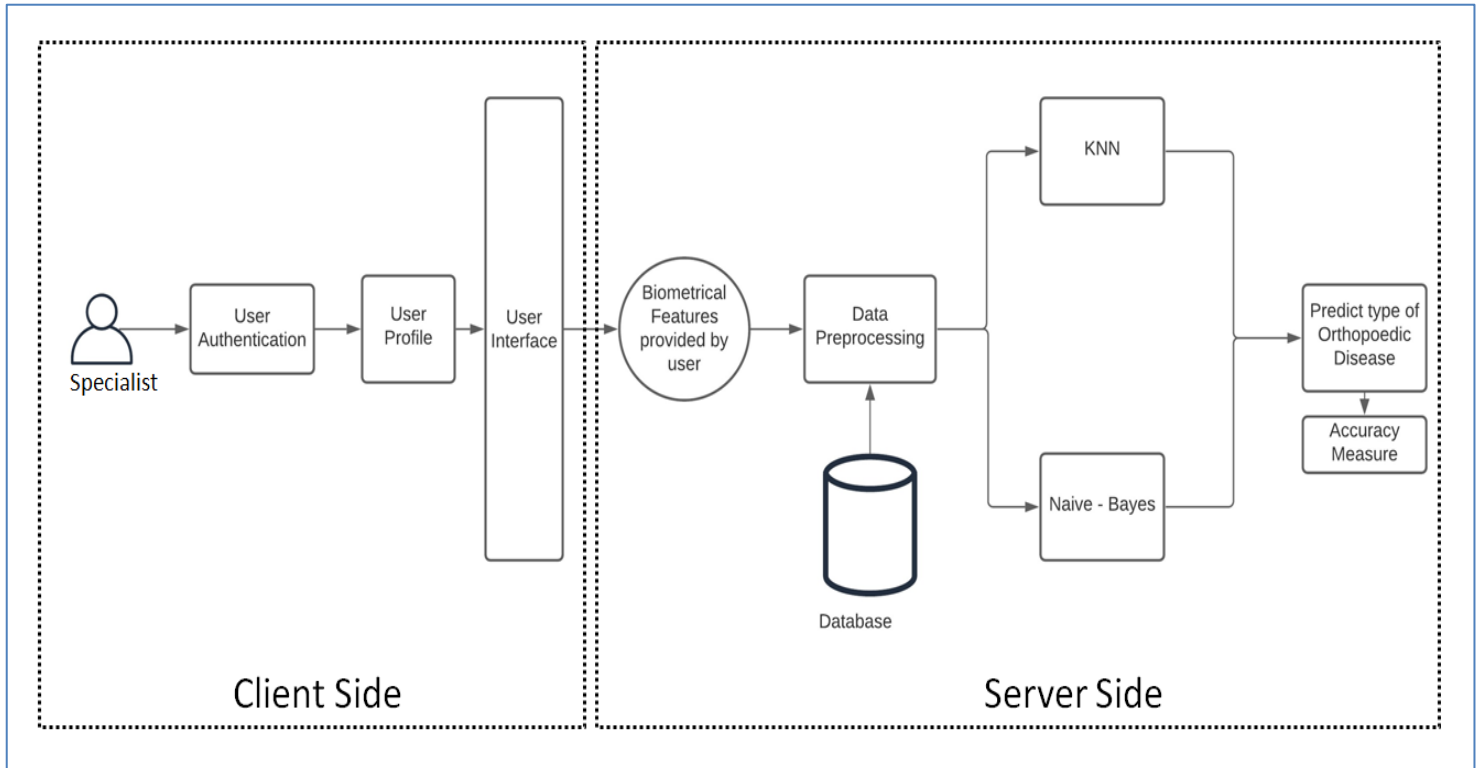 Specialist
User
Authentication
User
Profile
User
Interface
Client Side
Biometrical
Features
provided by
user
Data
Preprocessing
Database
KNN
Naive - Bayes
Predict type of
Orthopoedic
Disease
Accuracy
Measure
Server Side